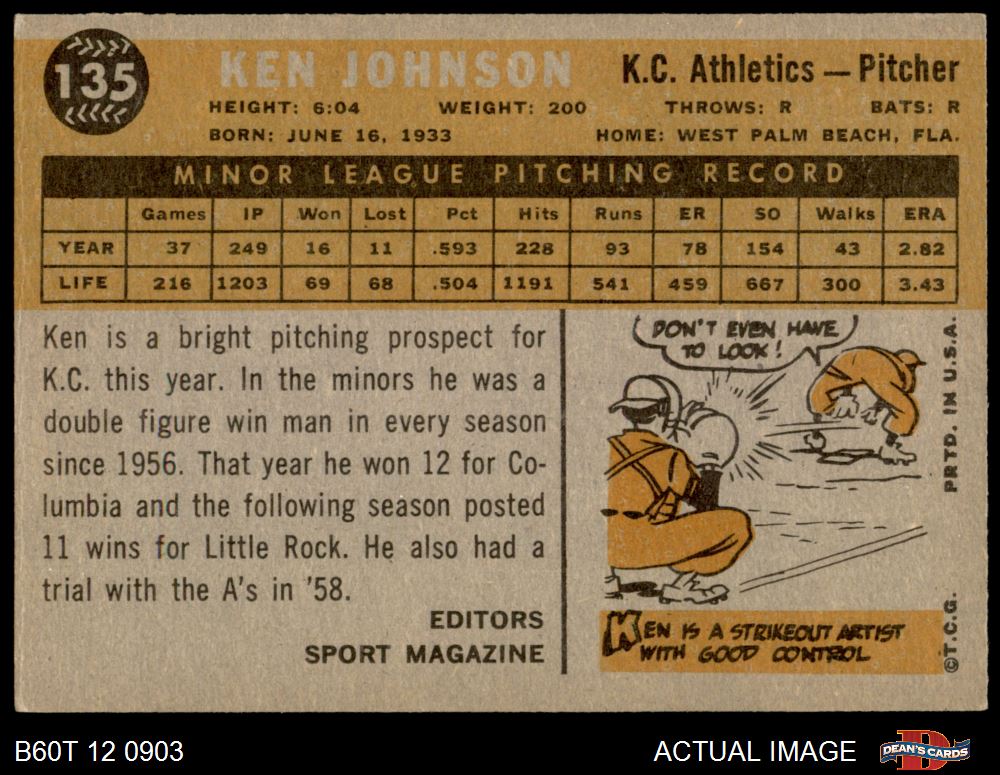 135
KEN JOHNSON
K.C. Athletics — Pitcher
HEIGHT: 6:04 WEIGHT: 200 THROWS: R BATS: R
BORN: JUNE 16, 1933 HOME: WEST PALM BEACH, FLA.
MINOR LEAGUE PITCHING RECORD
Games IP Won Lost Pct Hits Runs ER SO Walks ERA
YEAR 37 249 16 11 .593 228 93 78 154 43 2.82
LIFE 216 1203 69 68 .504 1191 541 459 667 300 3.43
Ken is a bright pitching prospect for
K.C. this year. In the minors he was a
double figure win man in every season
since 1956. That year he won 12 for Co-
lumbia and the following season posted
11 wins for Little Rock. He also had a
trial with the A's in '58.
EDITORS
SPORT MAGAZINE
DON'T EVEN HAVE
TO LOOK!
KEN IS A STRIKEOUT ARTIST
WITH GOOD CONTROL
©T.C.G. PRTD. IN U.S.A.
B60T 12 0903
ACTUAL IMAGE
D
DEAN'S CARDS